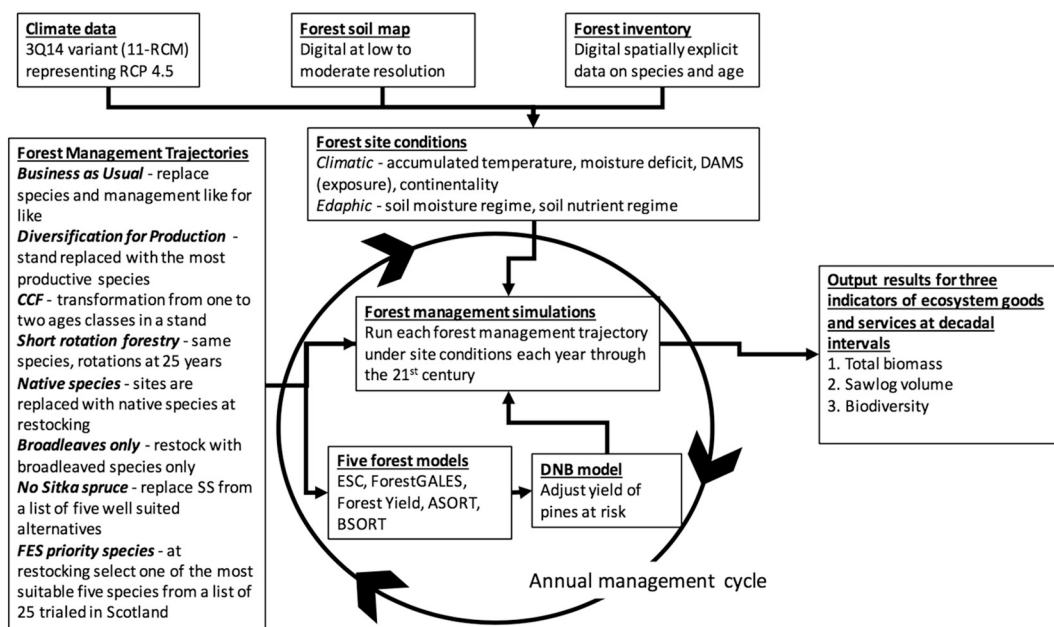 Climate data
3Q14 variant (11-RCM)
representing RCP 4.5
Forest soil map
Digital at low to
moderate resolution
Forest inventory
Digital spatially explicit
data on species and age
Forest site conditions
Climatic - accumulated temperature, moisture deficit, DAMS
(exposure), continentality
Edaphic - soil moisture regime, soil nutrient regime
Forest Management Trajectories
Business as Usual - replace
species and management like for
like
Diversification for Production -
stand replaced with the most
productive species
CCF - transformation from one to
two ages classes in a stand
Short rotation forestry - same
species, rotations at 25 years
Native species - sites are
replaced with native species at
restocking
Broadleaves only - restock with
broadleaved species only
No Sitka spruce - replace SS from
a list of five well suited
alternatives
FES priority species - at
restocking select one of the most
suitable five species from a list of
25 trialed in Scotland
Forest management simulations
Run each forest management trajectory
under site conditions each year through
the 21st century
Five forest models
ESC, ForestGALES,
Forest Yield, ASORT,
BSORT
DNB model
Adjust yield of
pines at risk
Annual management cycle
Output results for three
indicators of ecosystem goods
and services at decadal
intervals
1. Total biomass
2. Sawlog volume
3. Biodiversity